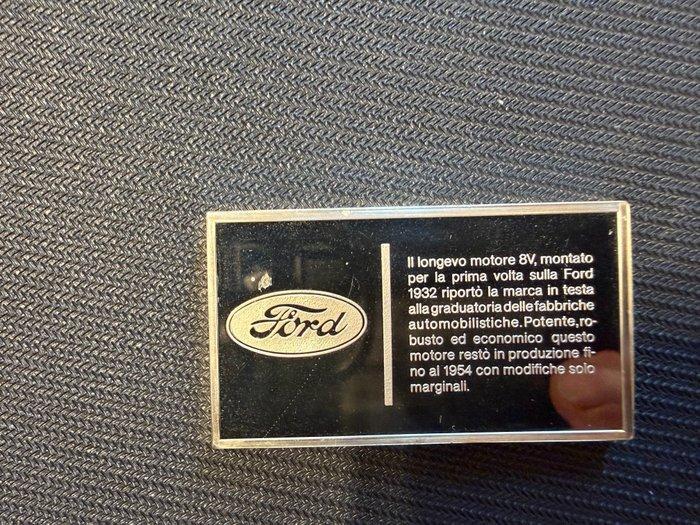 Ford
Il longevo motore 8V, montato
per la prima volta sulla Ford
1932 riportò la marca in testa
alla graduatoria delle fabbriche
automobilistiche. Potente, ro-
busto ed economico questo
motore restò in produzione fi-
no al 1954 con modifiche solo
marginali.